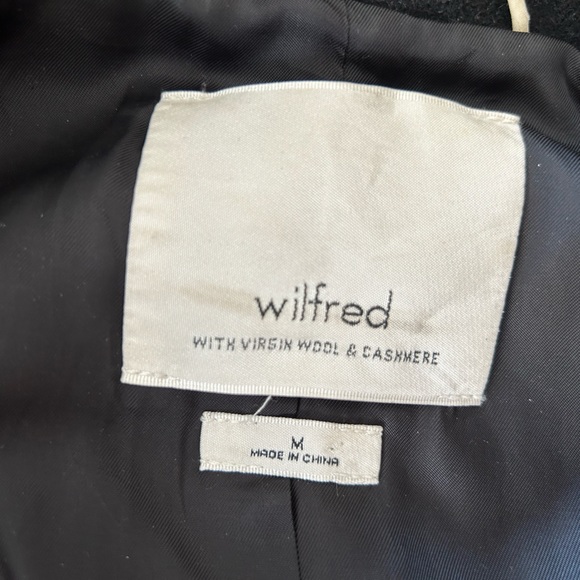 wilfred
WITH VIRGIN WOOL & CASHMERE
M
MADE IN CHINA